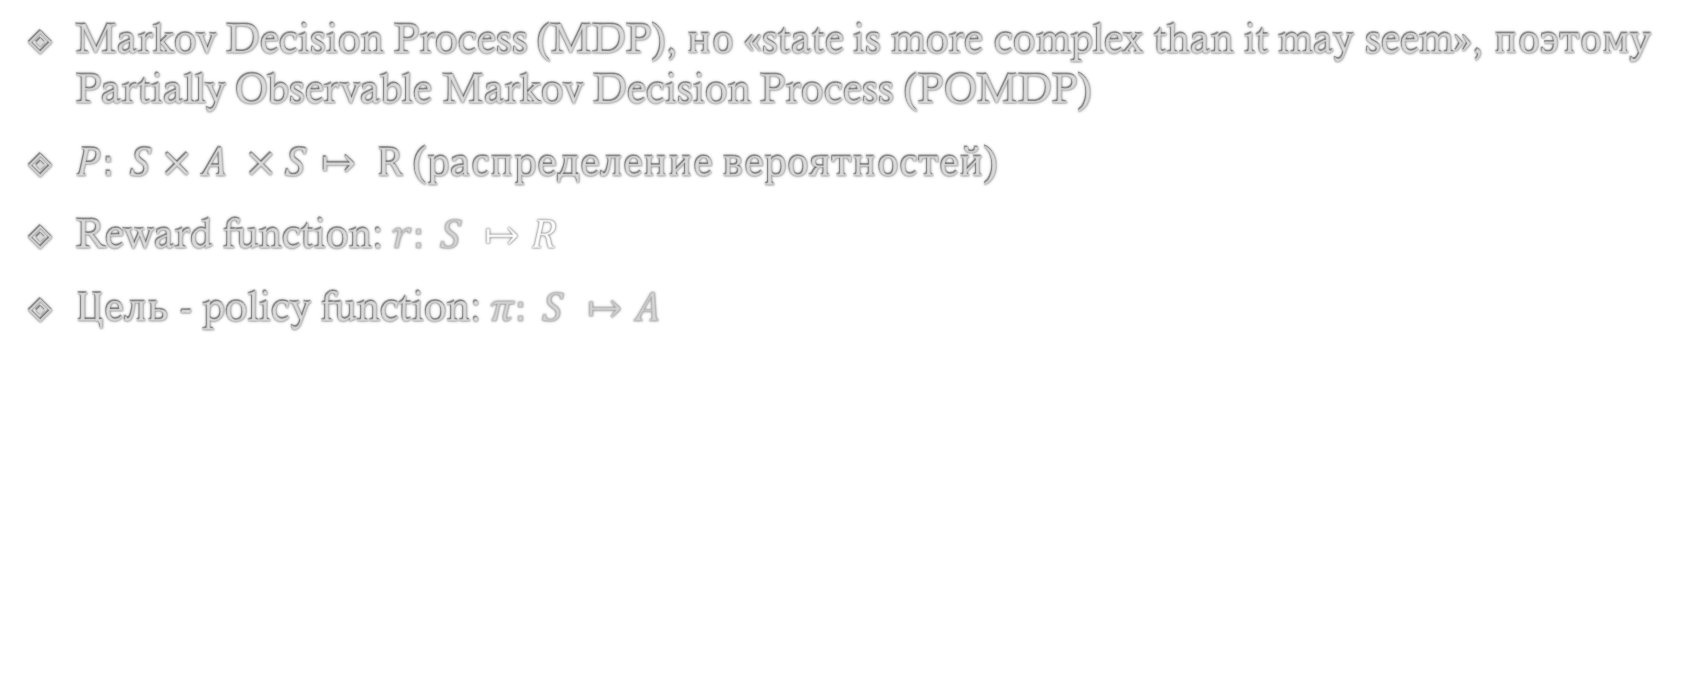 Markov Decision Process (MDP), но «state is more complex than it may seem», поэтому
Partially Observable Markov Decision Process (POMDP)
P: S × A × S ↦ R (распределение вероятностей)
Reward function: r: S ↦ R
Цель - policy function: π: S ↦ A